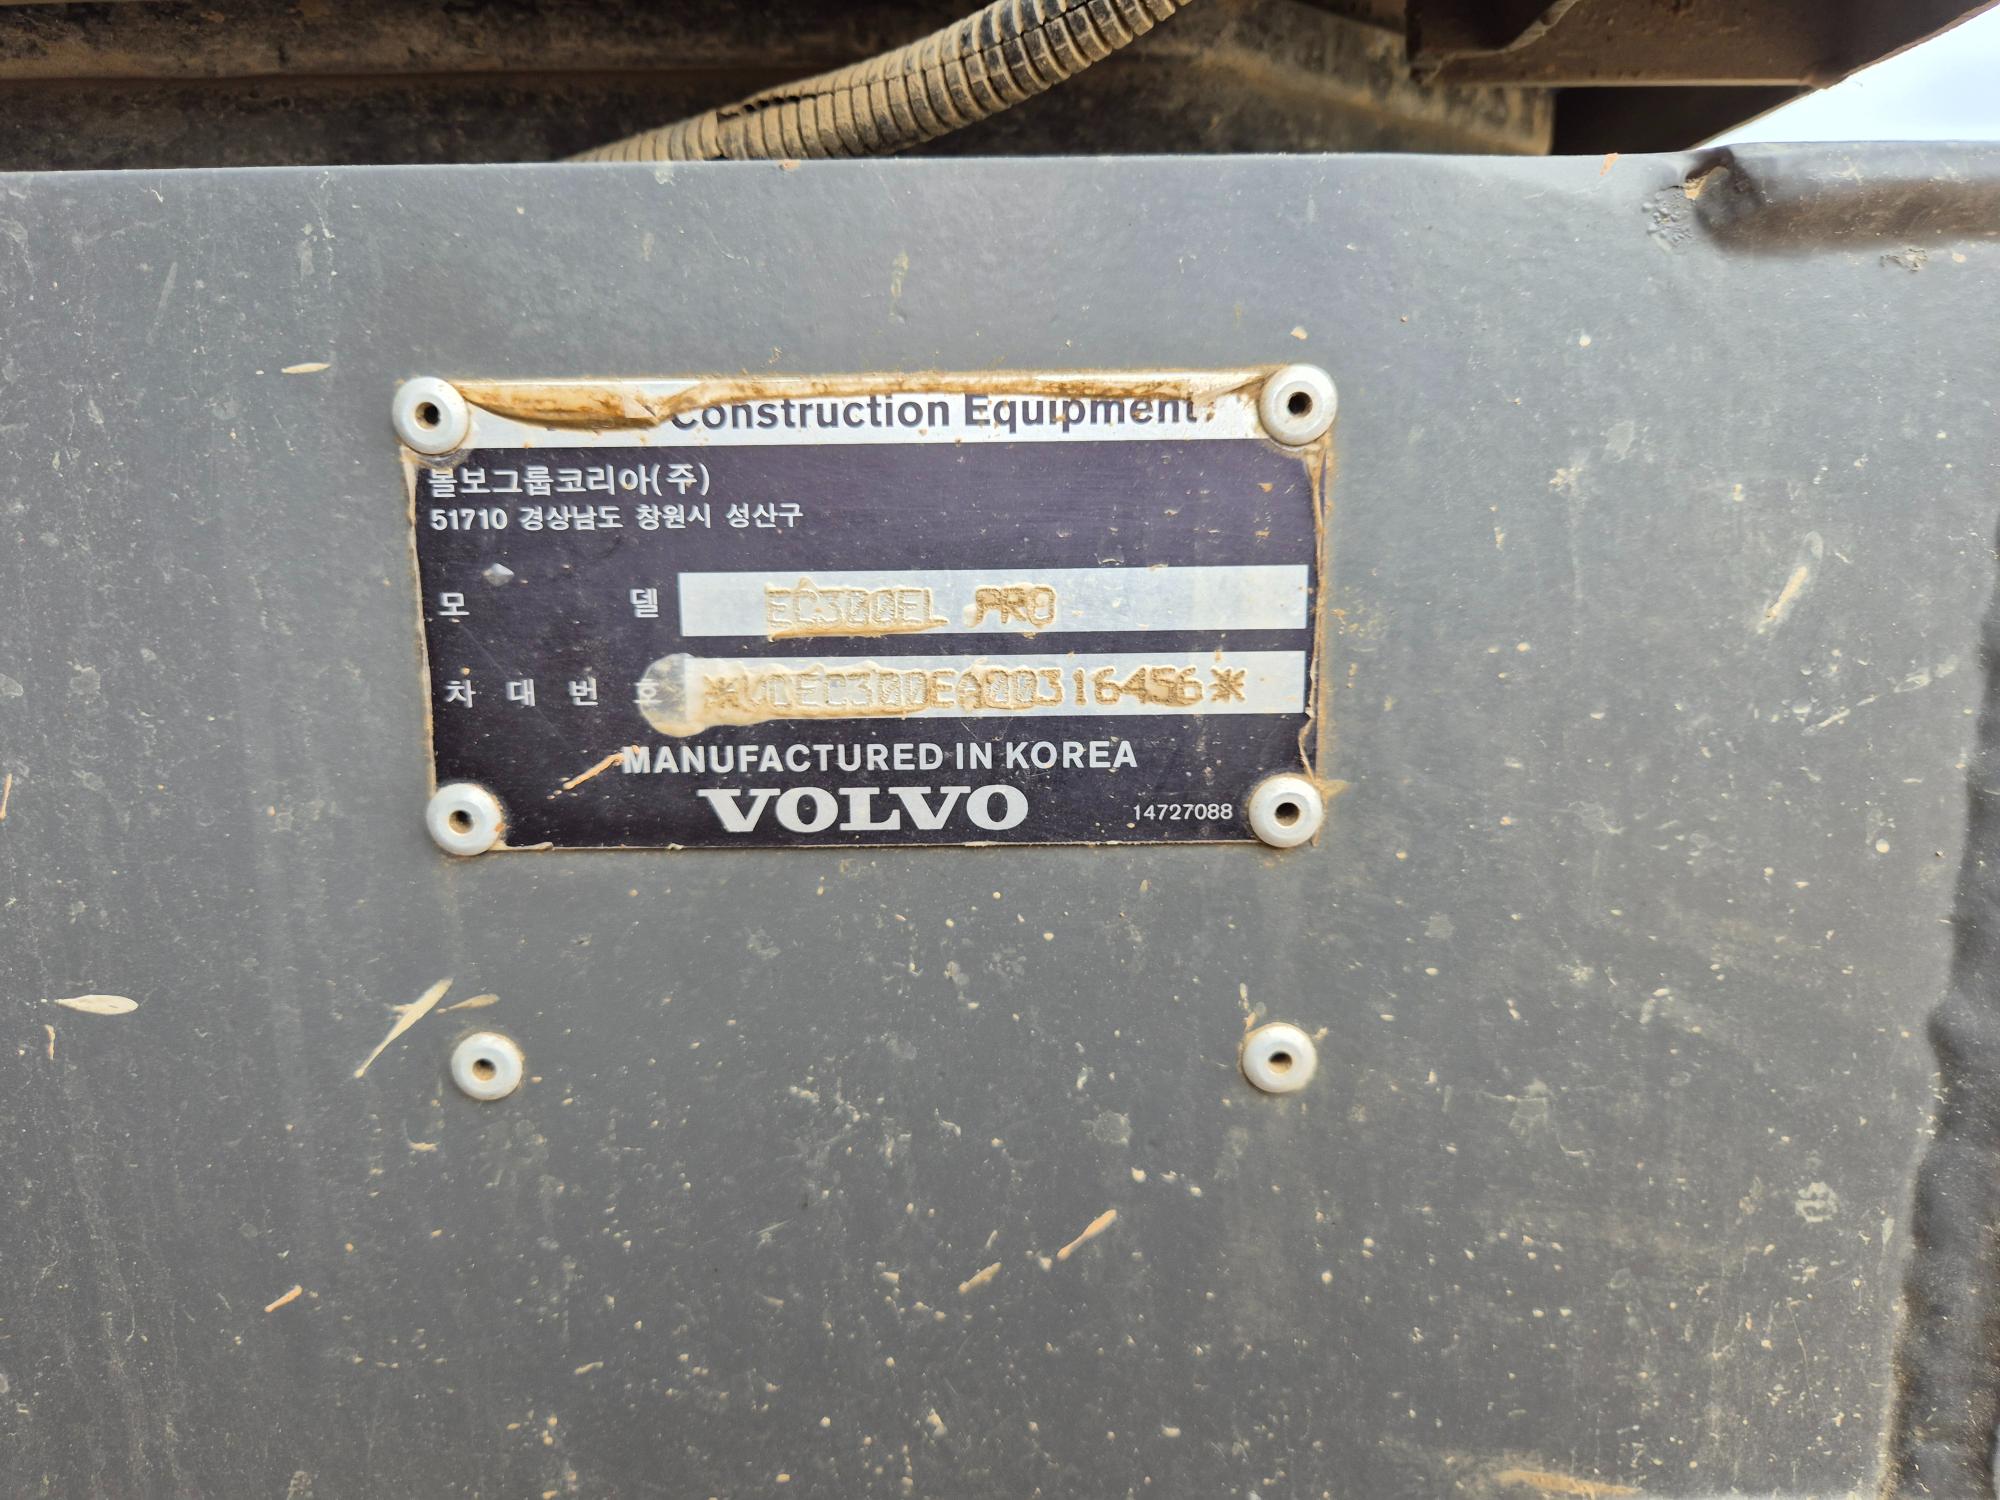 Construction Equipment
볼보그룹코리아(주)
51710 경상남도 창원시 성산구
모 델 EC300EL PRO
차 대 번 호 *VCEC300EA00316456*
MANUFACTURED IN KOREA
VOLVO
14727088